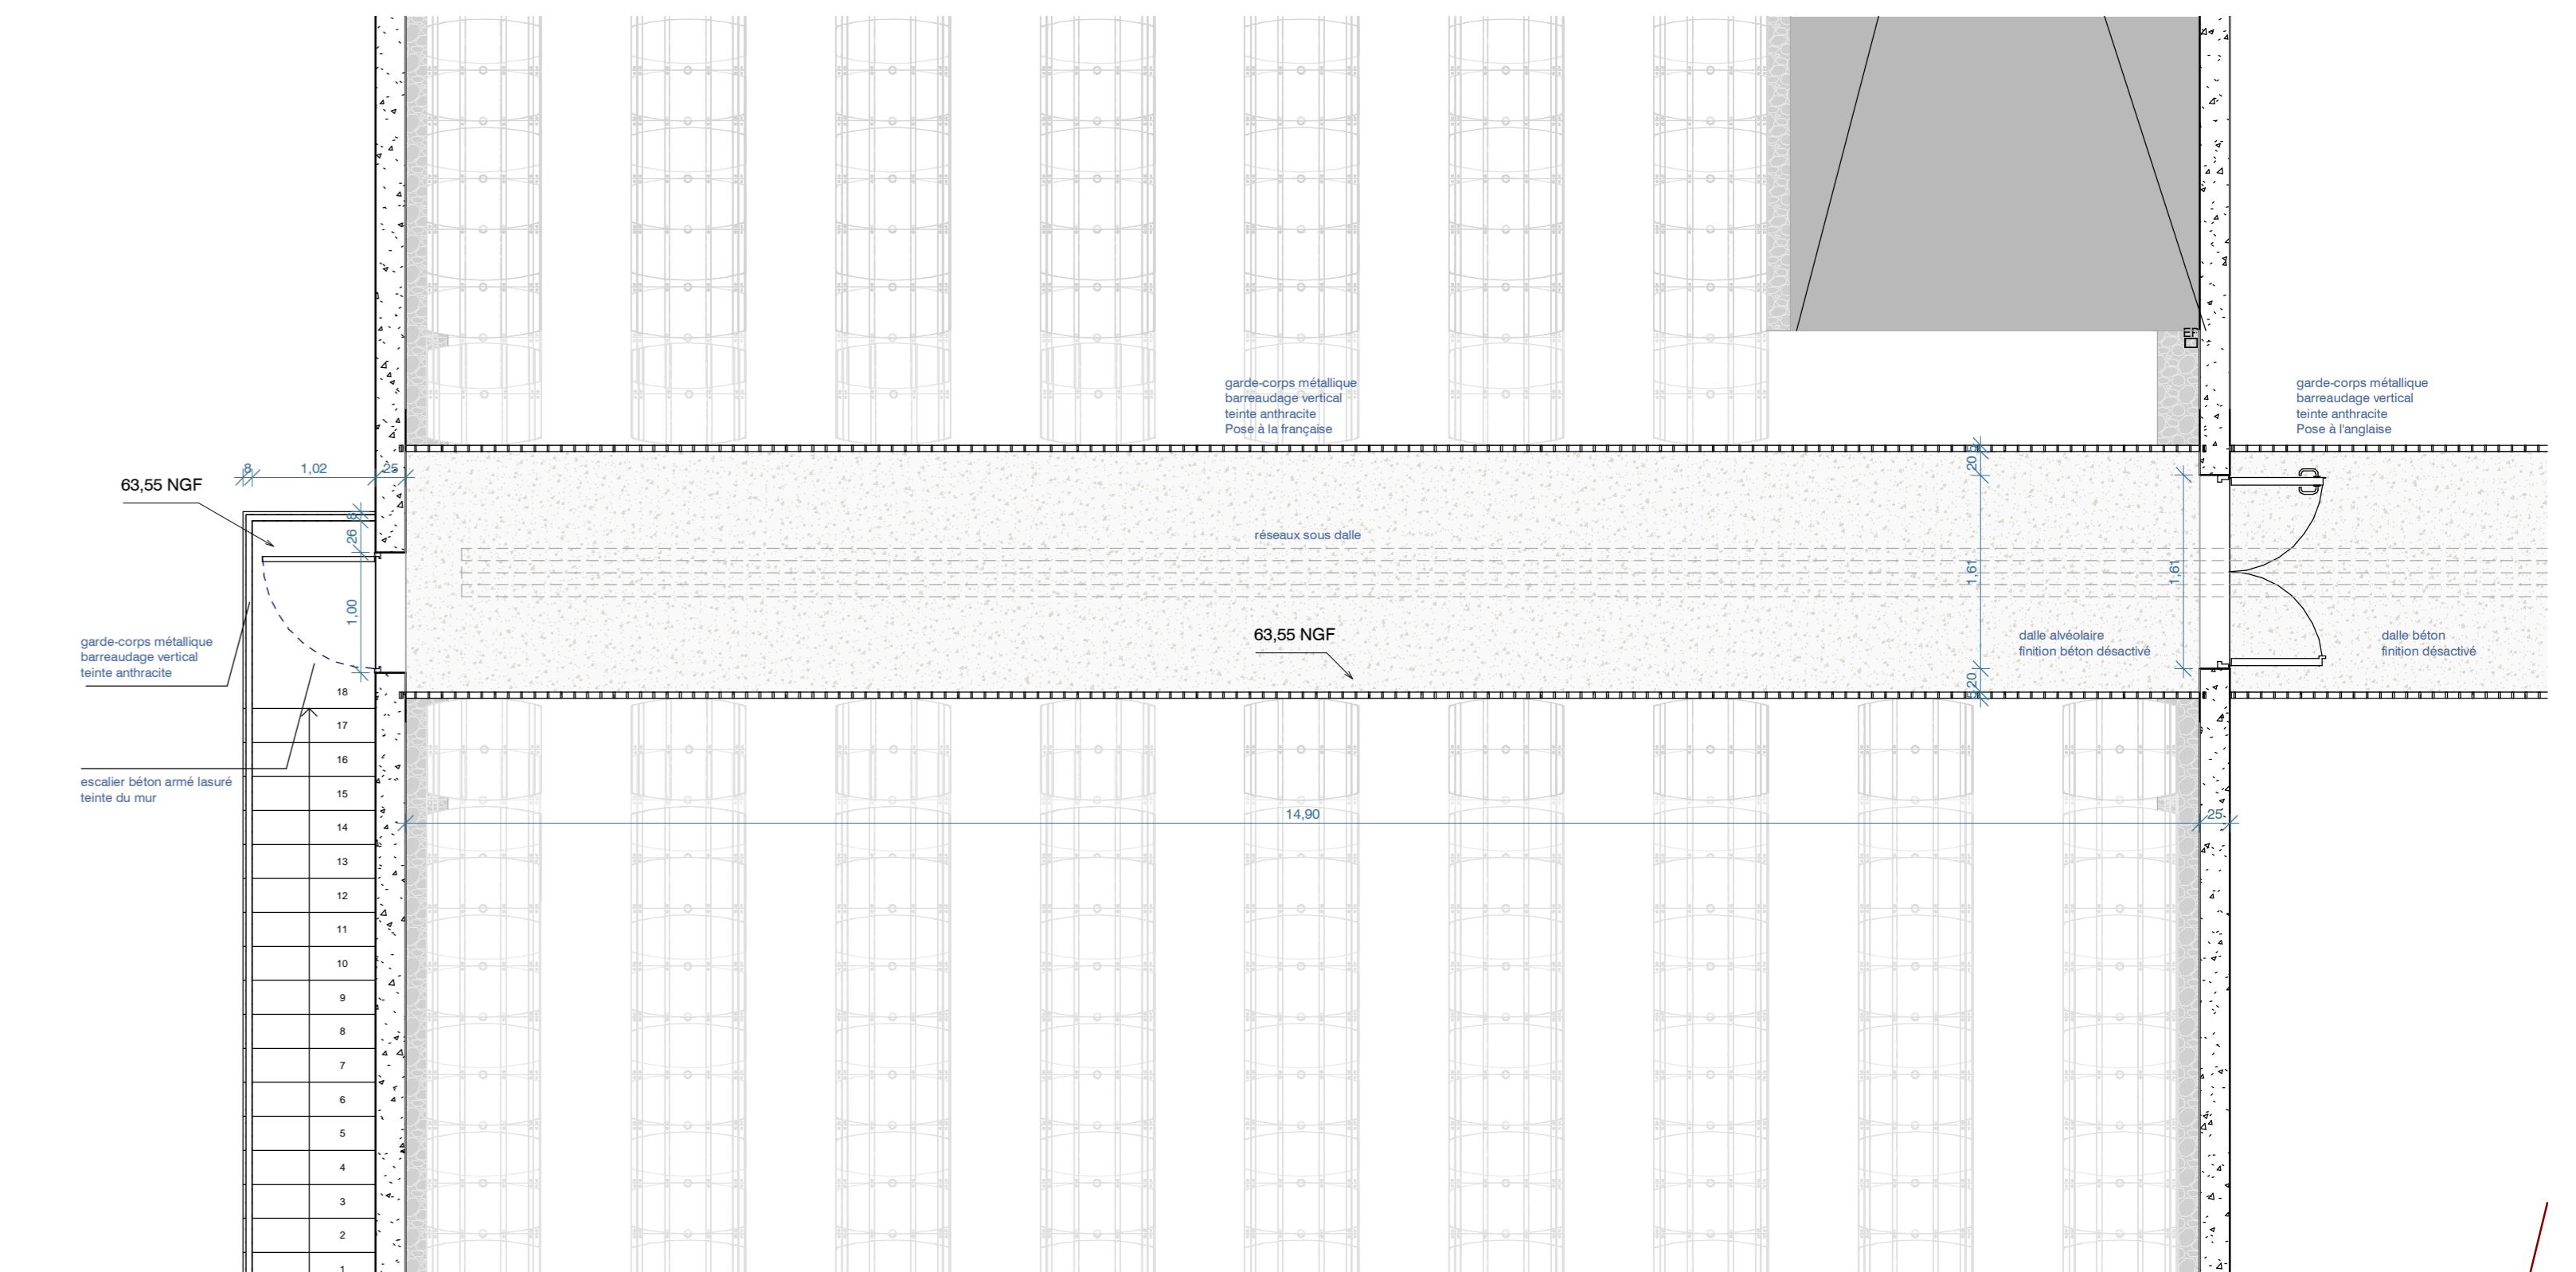 EP
garde-corps métallique
barreaudage vertical
teinte anthracite
Pose à la française
garde-corps métallique
barreaudage vertical
teinte anthracite
Pose à l'anglaise
8
1,02
25
63,55 NGF
20
5
8
26
réseaux sous dalle
1,61
1,61
1,00
garde-corps métallique
barreaudage vertical
teinte anthracite
63,55 NGF
dalle alvéolaire
finition béton désactivé
dalle béton
finition désactivé
20
5
18
17
16
escalier béton armé lasuré
teinte du mur
15
14,90
25
14
13
12
11
10
9
8
7
6
5
4
3
2
1